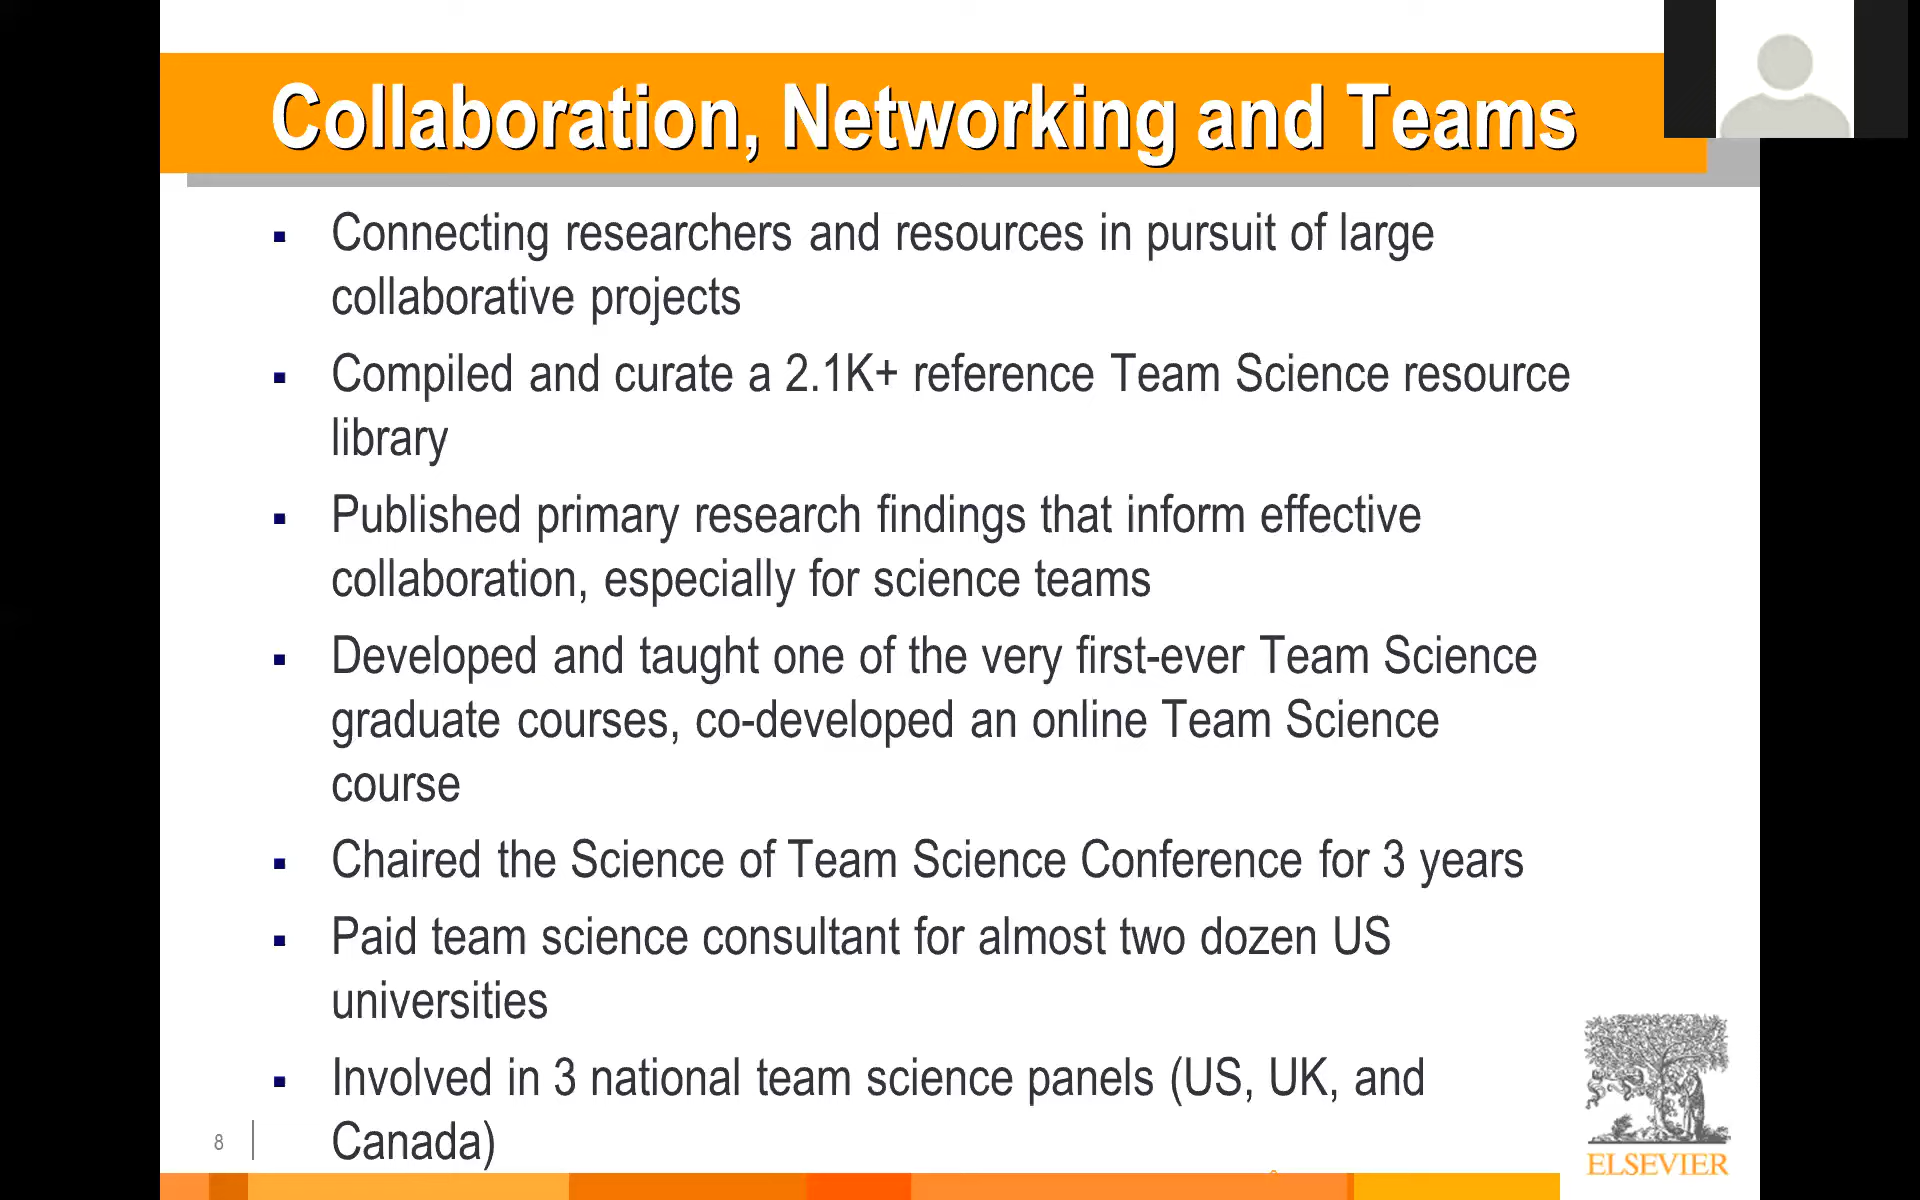 Collaboration, Networking and Teams
▪ Connecting researchers and resources in pursuit of large
collaborative projects
▪ Compiled and curate a 2.1K+ reference Team Science resource
library
▪ Published primary research findings that inform effective
collaboration, especially for science teams
▪ Developed and taught one of the very first-ever Team Science
graduate courses, co-developed an online Team Science
course
▪ Chaired the Science of Team Science Conference for 3 years
▪ Paid team science consultant for almost two dozen US
universities
▪ Involved in 3 national team science panels (US, UK, and
Canada)
8
ELSEVIER